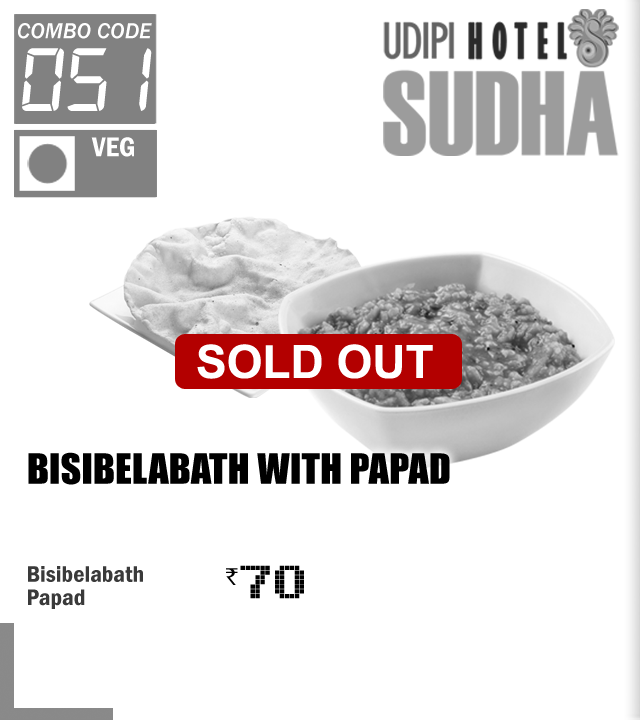 COMBO CODE
051
VEG
UDIPI HOTEL
SUDHA
SOLD OUT
BISIBELABATH WITH PAPAD
Bisibelabath
Papad
₹70